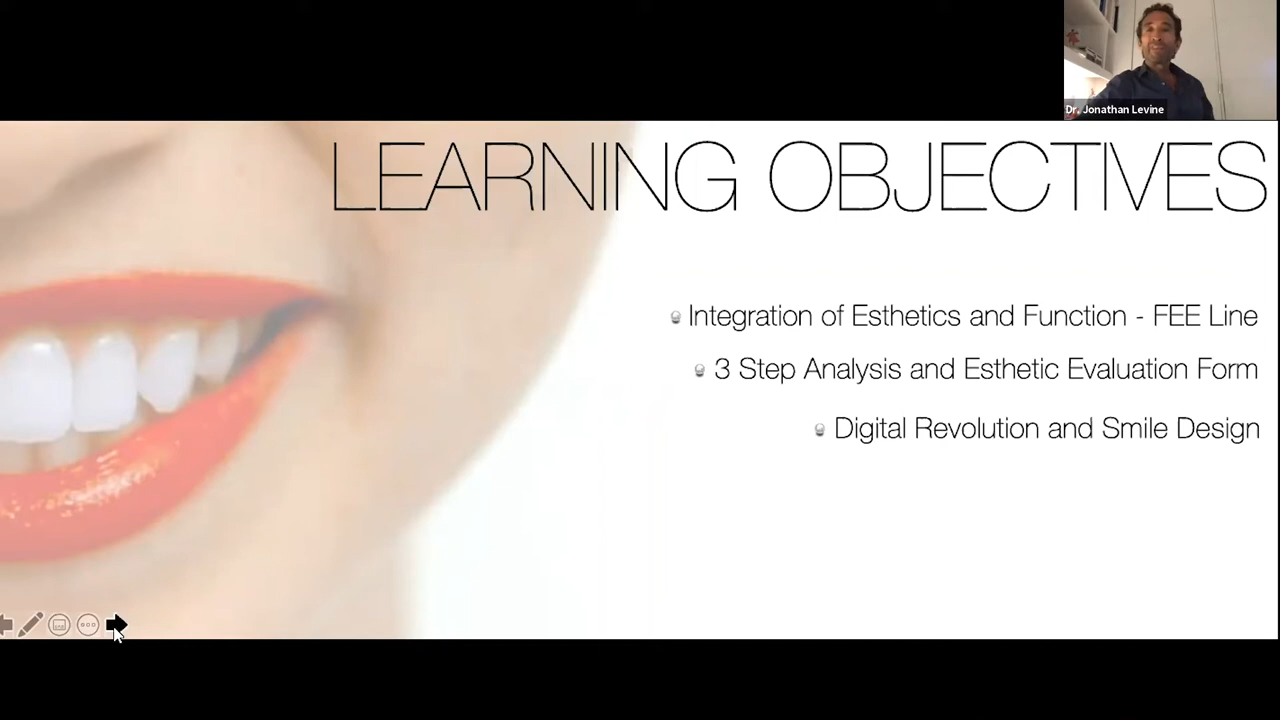 Dr. Jonathan Levine
LEARNING OBJECTIVES
Integration of Esthetics and Function - FEE Line
3 Step Analysis and Esthetic Evaluation Form
Digital Revolution and Smile Design